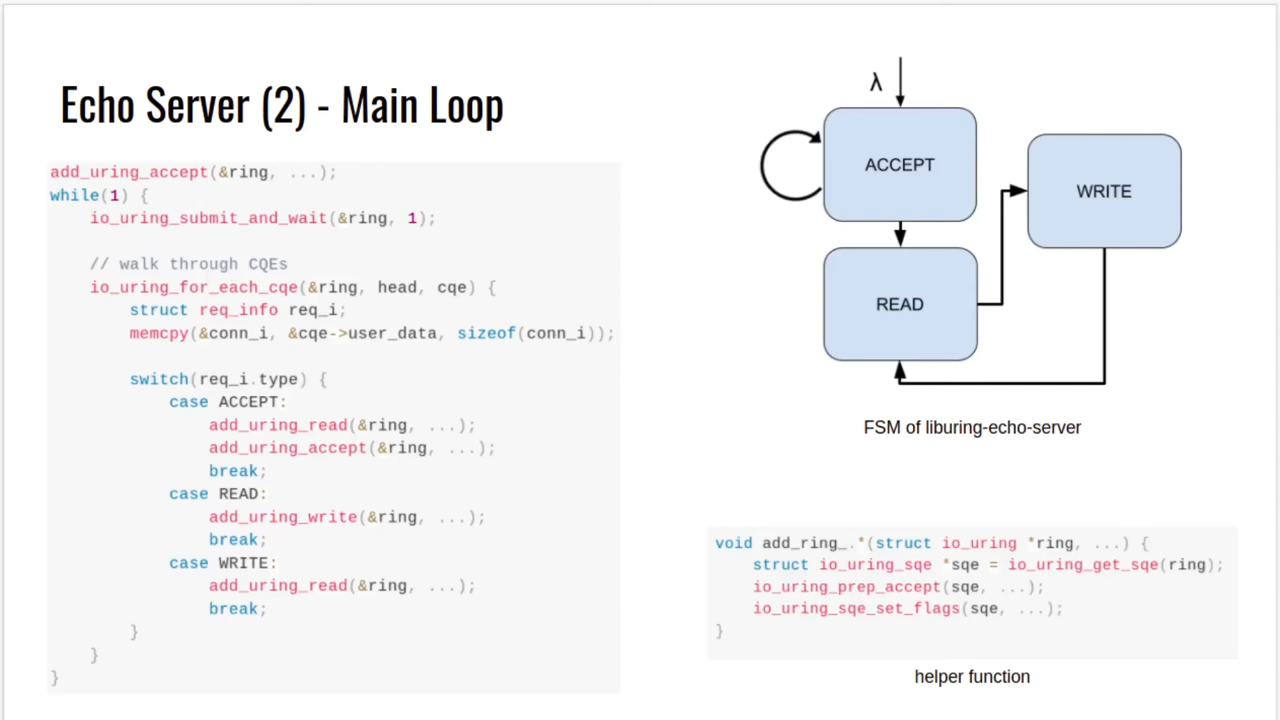 Echo Server (2) - Main Loop
add_uring_accept(&ring, ...);
while(1) {
    io_uring_submit_and_wait(&ring, 1);

    // walk through CQEs
    io_uring_for_each_cqe(&ring, head, cqe) {
        struct req_info req_i;
        memcpy(&conn_i, &cqe->user_data, sizeof(conn_i));

        switch(req_i.type) {
            case ACCEPT:
                add_uring_read(&ring, ...);
                add_uring_accept(&ring, ...);
                break;
            case READ:
                add_uring_write(&ring, ...);
                break;
            case WRITE:
                add_uring_read(&ring, ...);
                break;
        }
    }
}
λ
ACCEPT
WRITE
READ
FSM of liburing-echo-server
void add_ring_.*(struct io_uring *ring, ...) {
    struct io_uring_sqe *sqe = io_uring_get_sqe(ring);
    io_uring_prep_accept(sqe, ...);
    io_uring_sqe_set_flags(sqe, ...);
}
helper function